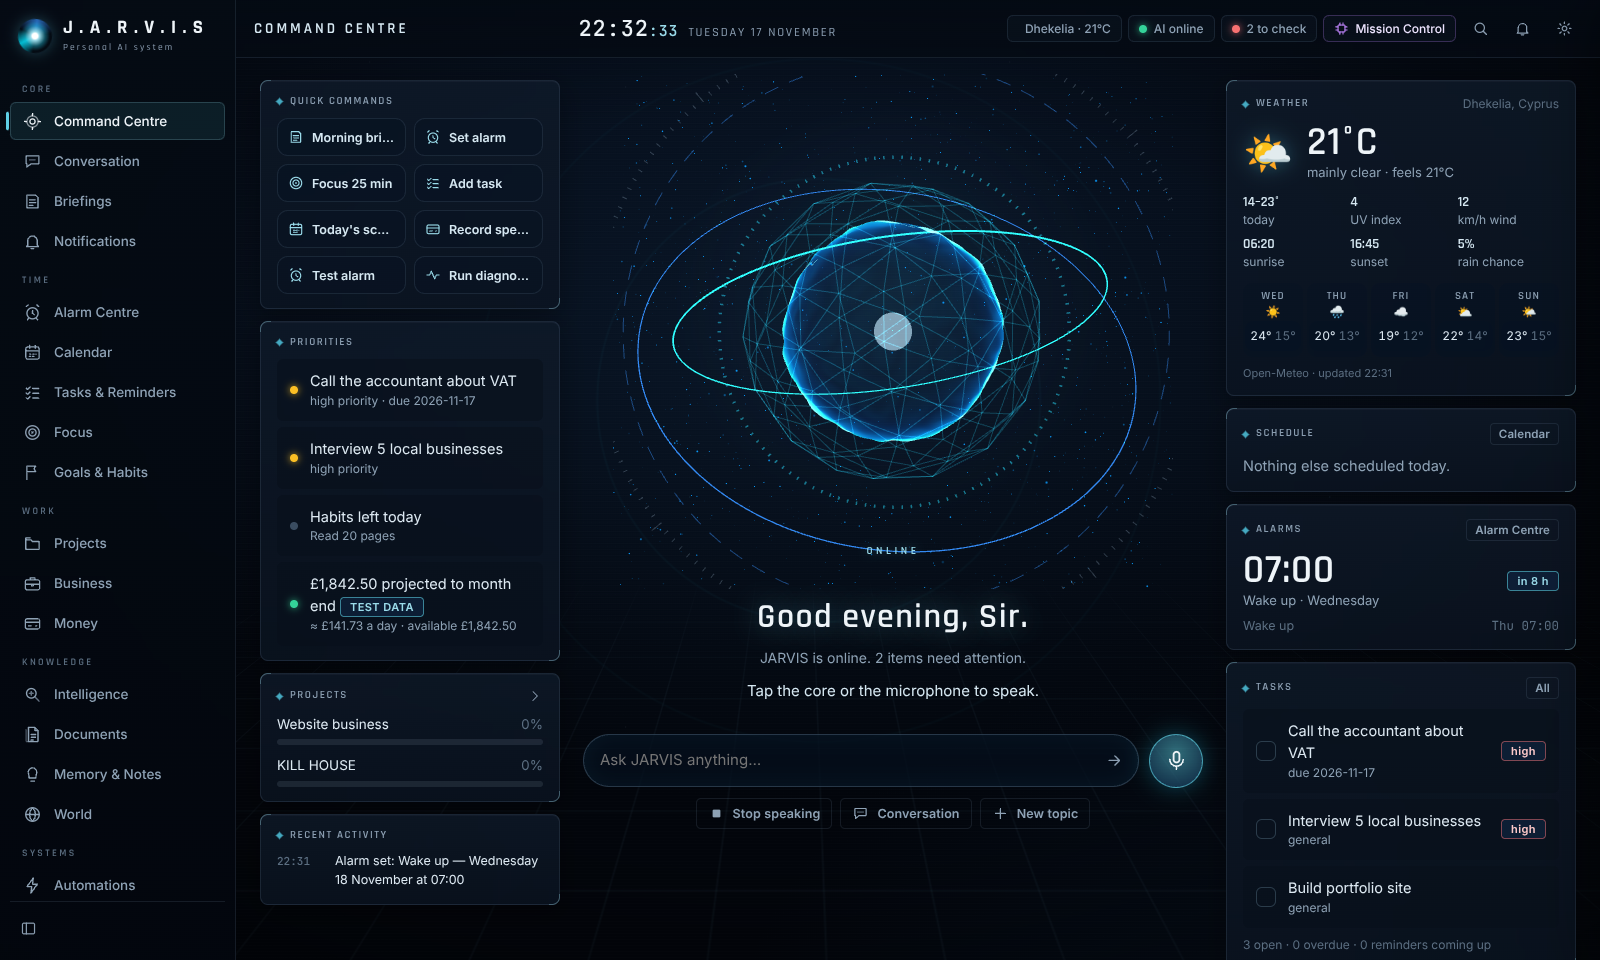 J.A.R.V.I.S
Personal AI system
CORE
Command Centre
Conversation
Briefings
Notifications
TIME
Alarm Centre
Calendar
Tasks & Reminders
Focus
Goals & Habits
WORK
Projects
Business
Money
KNOWLEDGE
Intelligence
Documents
Memory & Notes
World
SYSTEMS
Automations
COMMAND CENTRE
22:32:33 TUESDAY 17 NOVEMBER
Dhekelia · 21°C
AI online
2 to check
Mission Control
QUICK COMMANDS
Morning bri...
Set alarm
Focus 25 min
Add task
Today's sc...
Record spe...
Test alarm
Run diagno...
PRIORITIES
Call the accountant about VAT
high priority · due 2026-11-17
Interview 5 local businesses
high priority
Habits left today
Read 20 pages
£1,842.50 projected to month
end TEST DATA
≈ £141.73 a day · available £1,842.50
PROJECTS
Website business 0%
KILL HOUSE 0%
RECENT ACTIVITY
22:31 Alarm set: Wake up — Wednesday
18 November at 07:00
ONLINE
Good evening, Sir.
JARVIS is online. 2 items need attention.
Tap the core or the microphone to speak.
Ask JARVIS anything...
Stop speaking
Conversation
New topic
WEATHER
Dhekelia, Cyprus
21°C
mainly clear · feels 21°C
14-23° 4 12
today UV index km/h wind
06:20 16:45 5%
sunrise sunset rain chance
WED THU FRI SAT SUN
24° 15° 20° 13° 19° 12° 22° 14° 23° 15°
Open-Meteo · updated 22:31
SCHEDULE
Calendar
Nothing else scheduled today.
ALARMS
Alarm Centre
07:00
in 8 h
Wake up · Wednesday
Wake up Thu 07:00
TASKS
All
Call the accountant about
VAT
high
due 2026-11-17
Interview 5 local businesses
high
general
Build portfolio site
general
3 open · 0 overdue · 0 reminders coming up